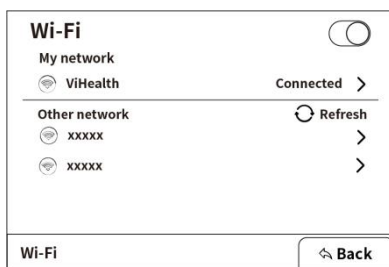 Wi-Fi
My network
ViHealth Connected
Other network Refresh
xxxxx
xxxxx
Wi-Fi Back